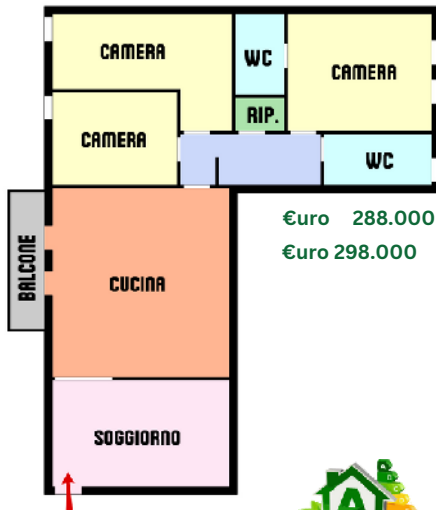 CAMERA
WC
CAMERA
RIP.
CAMERA
WC
€uro 288.000
€uro 298.000
BALCONE
CUCINA
SOGGIORNO
A